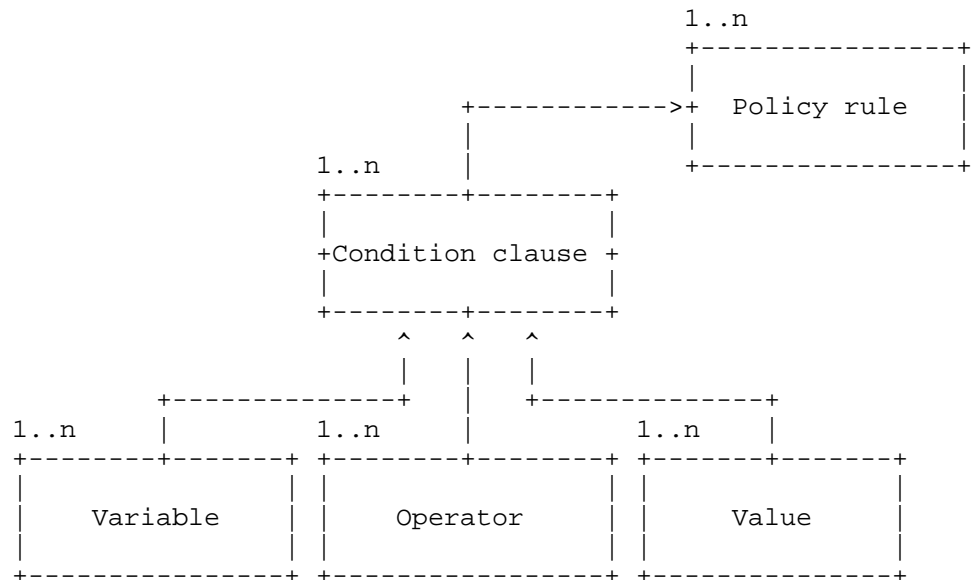 1..n
Policy rule
1..n
Condition clause
1..n 1..n 1..n
Variable Operator Value